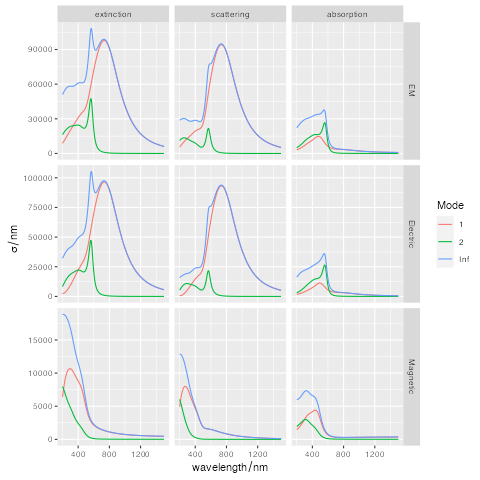 extinction scattering absorption
90000
60000
30000
0
EM
100000
75000
50000
25000
0
Electric
15000
10000
5000
0
Magnetic
400 800 1200 400 800 1200 400 800 1200
wavelength/nm
σ/nm
Mode
1
2
Inf